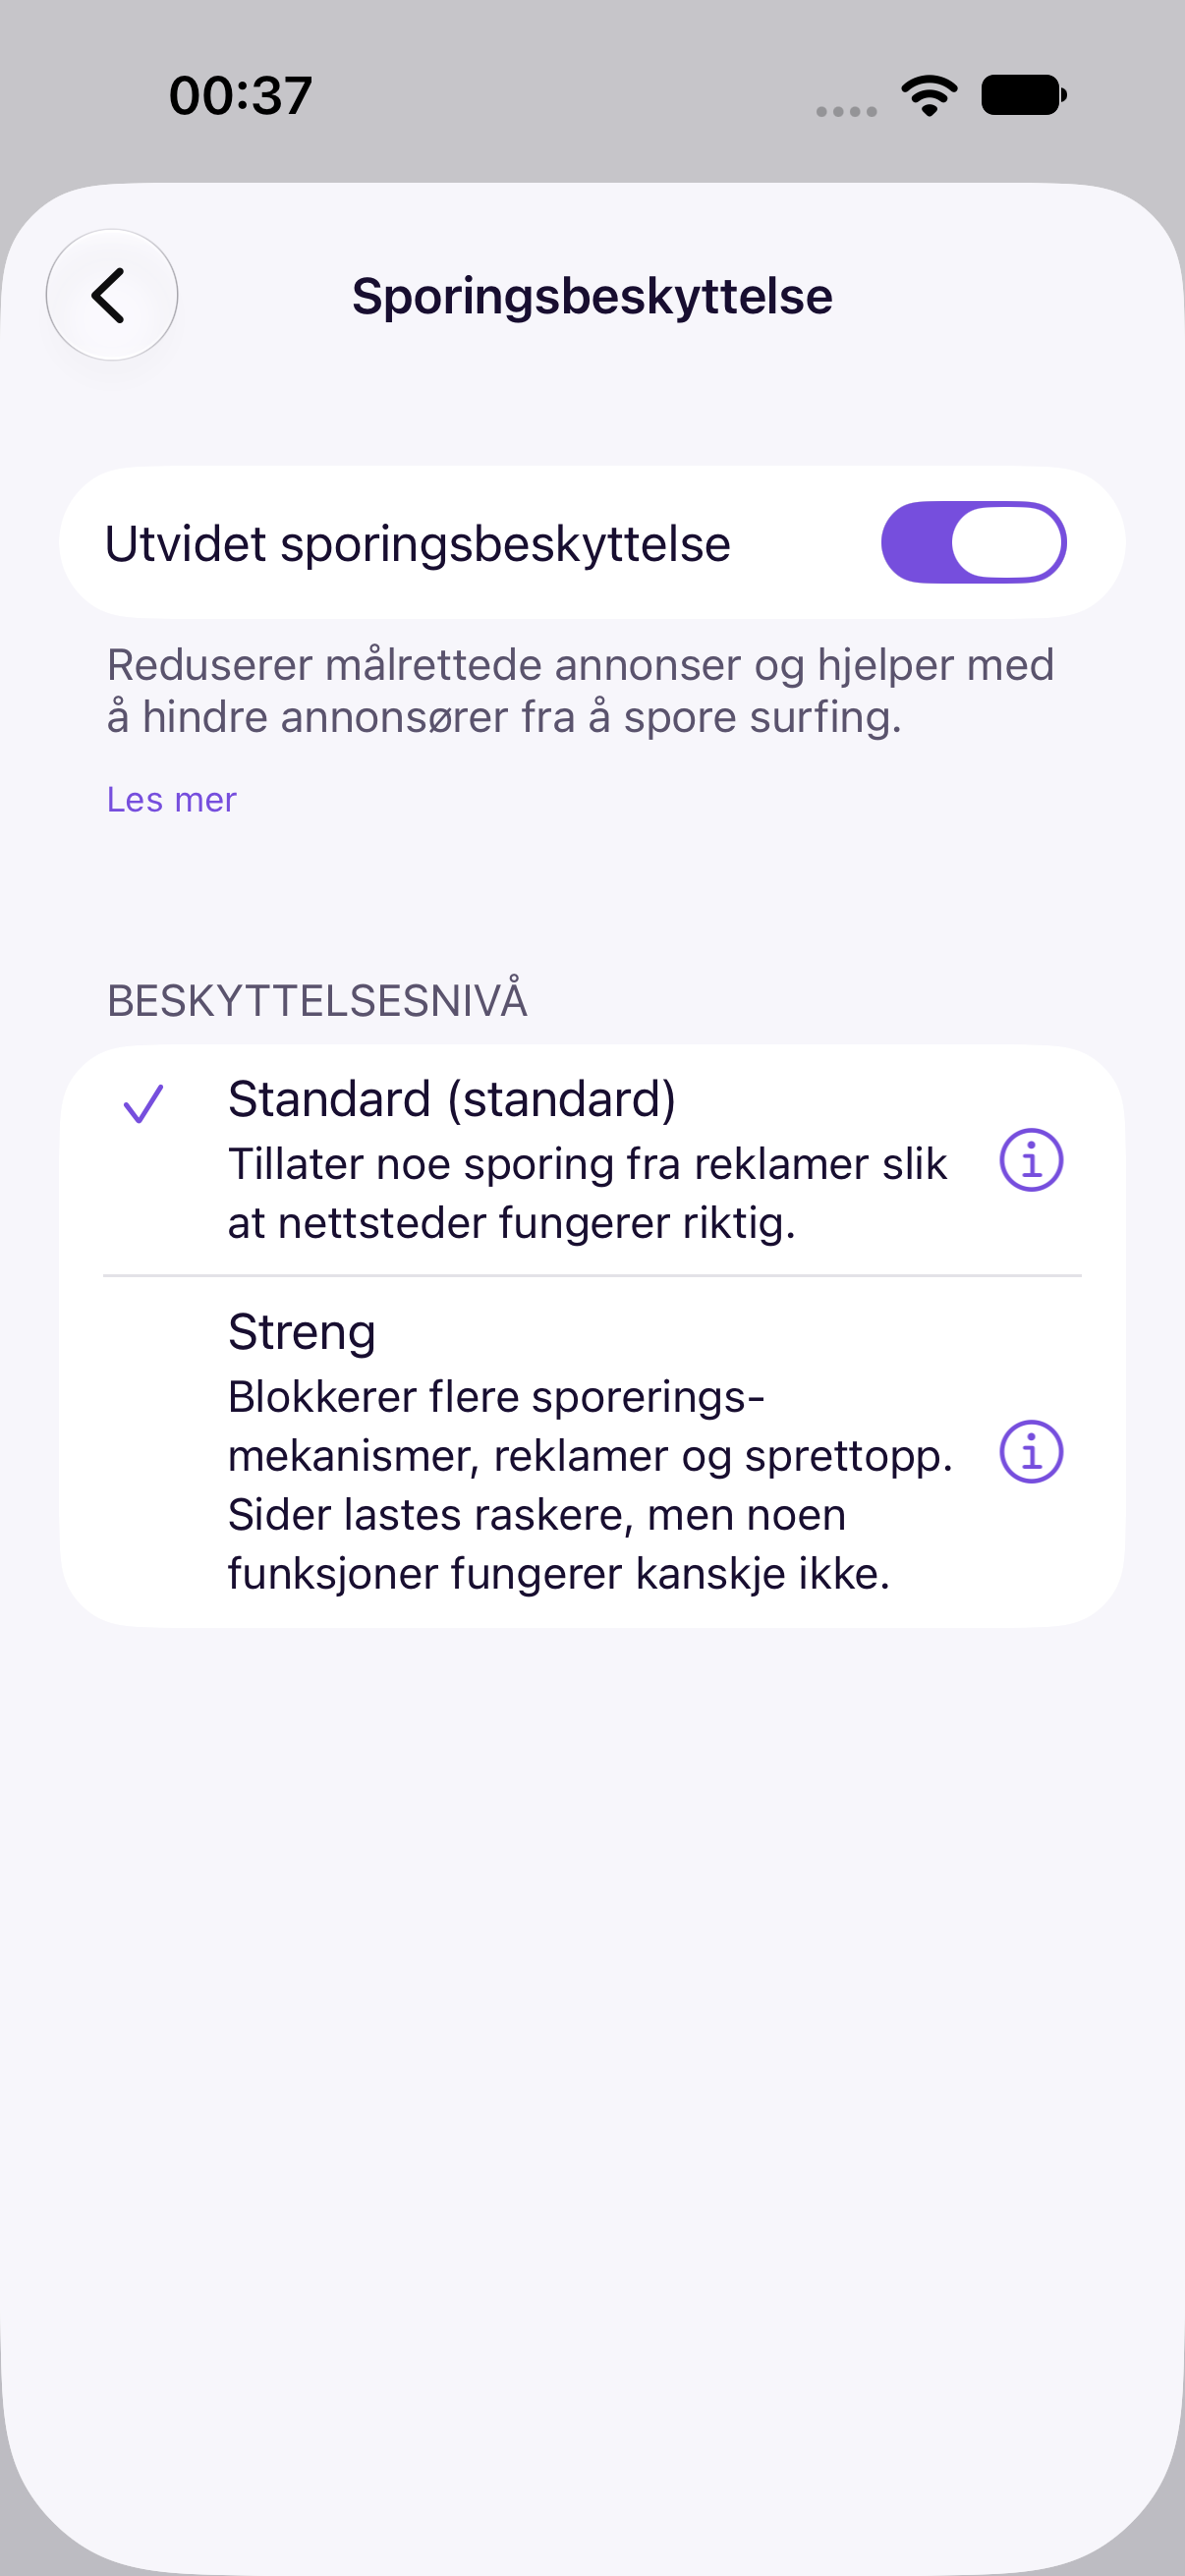 00:37
Sporingsbeskyttelse
Utvidet sporingsbeskyttelse
Reduserer målrettede annonser og hjelper med
å hindre annonsører fra å spore surfing.
Les mer
BESKYTTELSESNIVÅ
Standard (standard)
Tillater noe sporing fra reklamer slik
at nettsteder fungerer riktig.
Streng
Blokkerer flere sporerings-
mekanismer, reklamer og sprettopp.
Sider lastes raskere, men noen
funksjoner fungerer kanskje ikke.